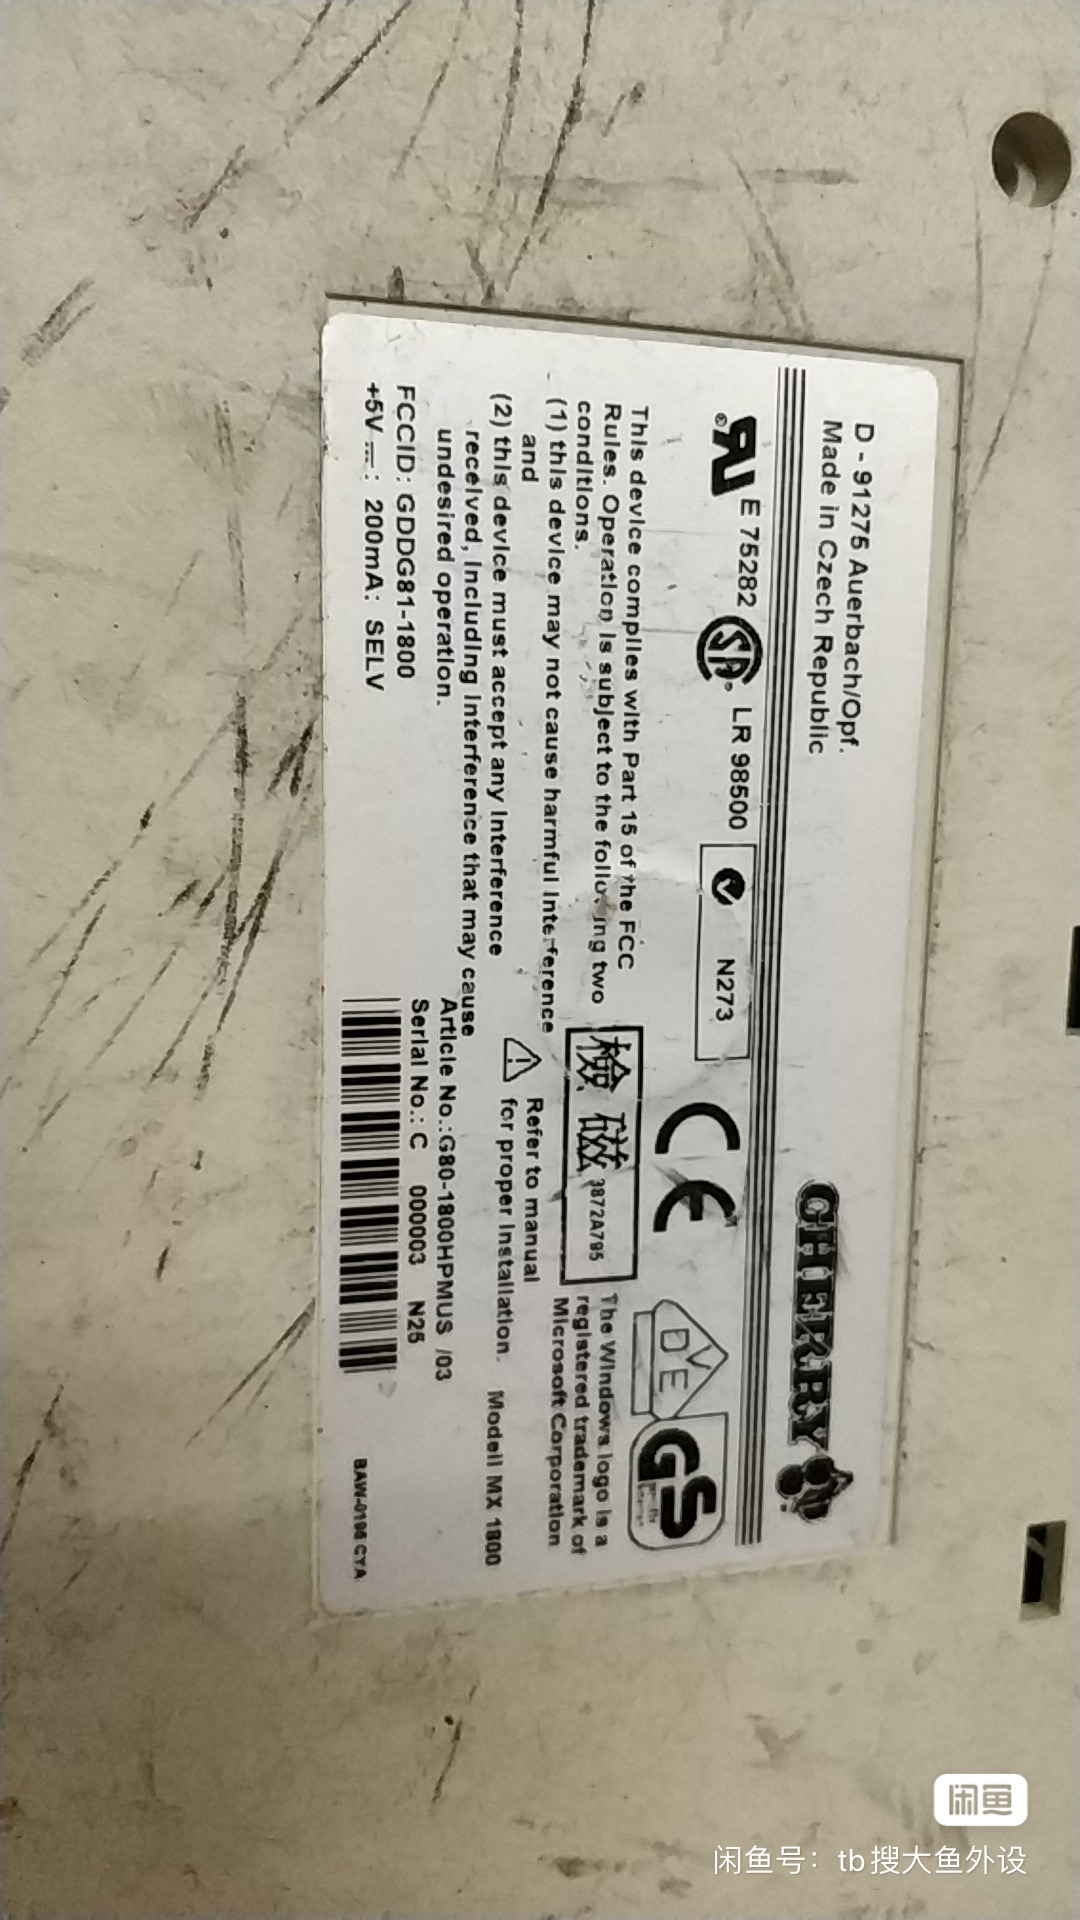 D - 91275 Auerbach/Opf.
Made in Czech Republic
CHERRY
E 75282
LR 98500
N273
CE
VDE
GS
This device complies with Part 15 of the FCC
Rules. Operation is subject to the following two
conditions.
(1) this device may not cause harmful Interference
and
(2) this device must accept any Interference
received, including Interference that may cause
undesired operation.
FCCID: GDDG81-1800
+5V ⎓: 200mA: SELV
檢 磁 3872A795
The Windows logo is a
registered trademark of
Microsoft Corporation
Refer to manual
for proper Installation.
Modell MX 1800
Article No.:G80-1800HPMUS /03
Serial No.: C 000003 N25
BAW-0196 CYA
闲鱼
闲鱼号：tb搜大鱼外设